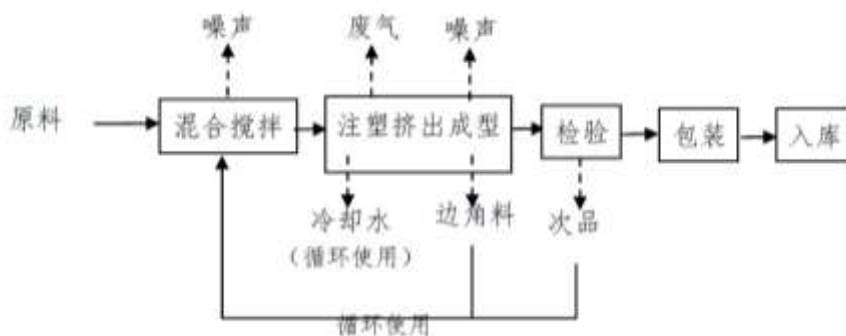 噪声
废气
噪声
原料
混合搅拌
注塑挤出成型
检验
包装
入库
冷却水
（循环使用）
边角料
次品
循环使用